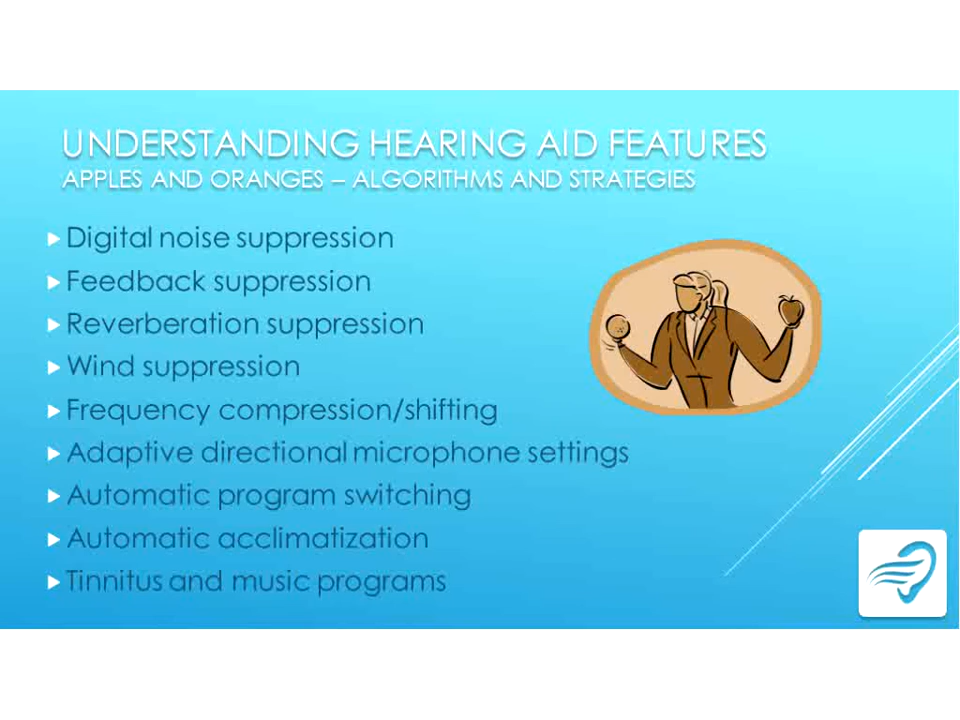 UNDERSTANDING HEARING AID FEATURES
APPLES AND ORANGES – ALGORITHMS AND STRATEGIES
Digital noise suppression
Feedback suppression
Reverberation suppression
Wind suppression
Frequency compression/shifting
Adaptive directional microphone settings
Automatic program switching
Automatic acclimatization
Tinnitus and music programs